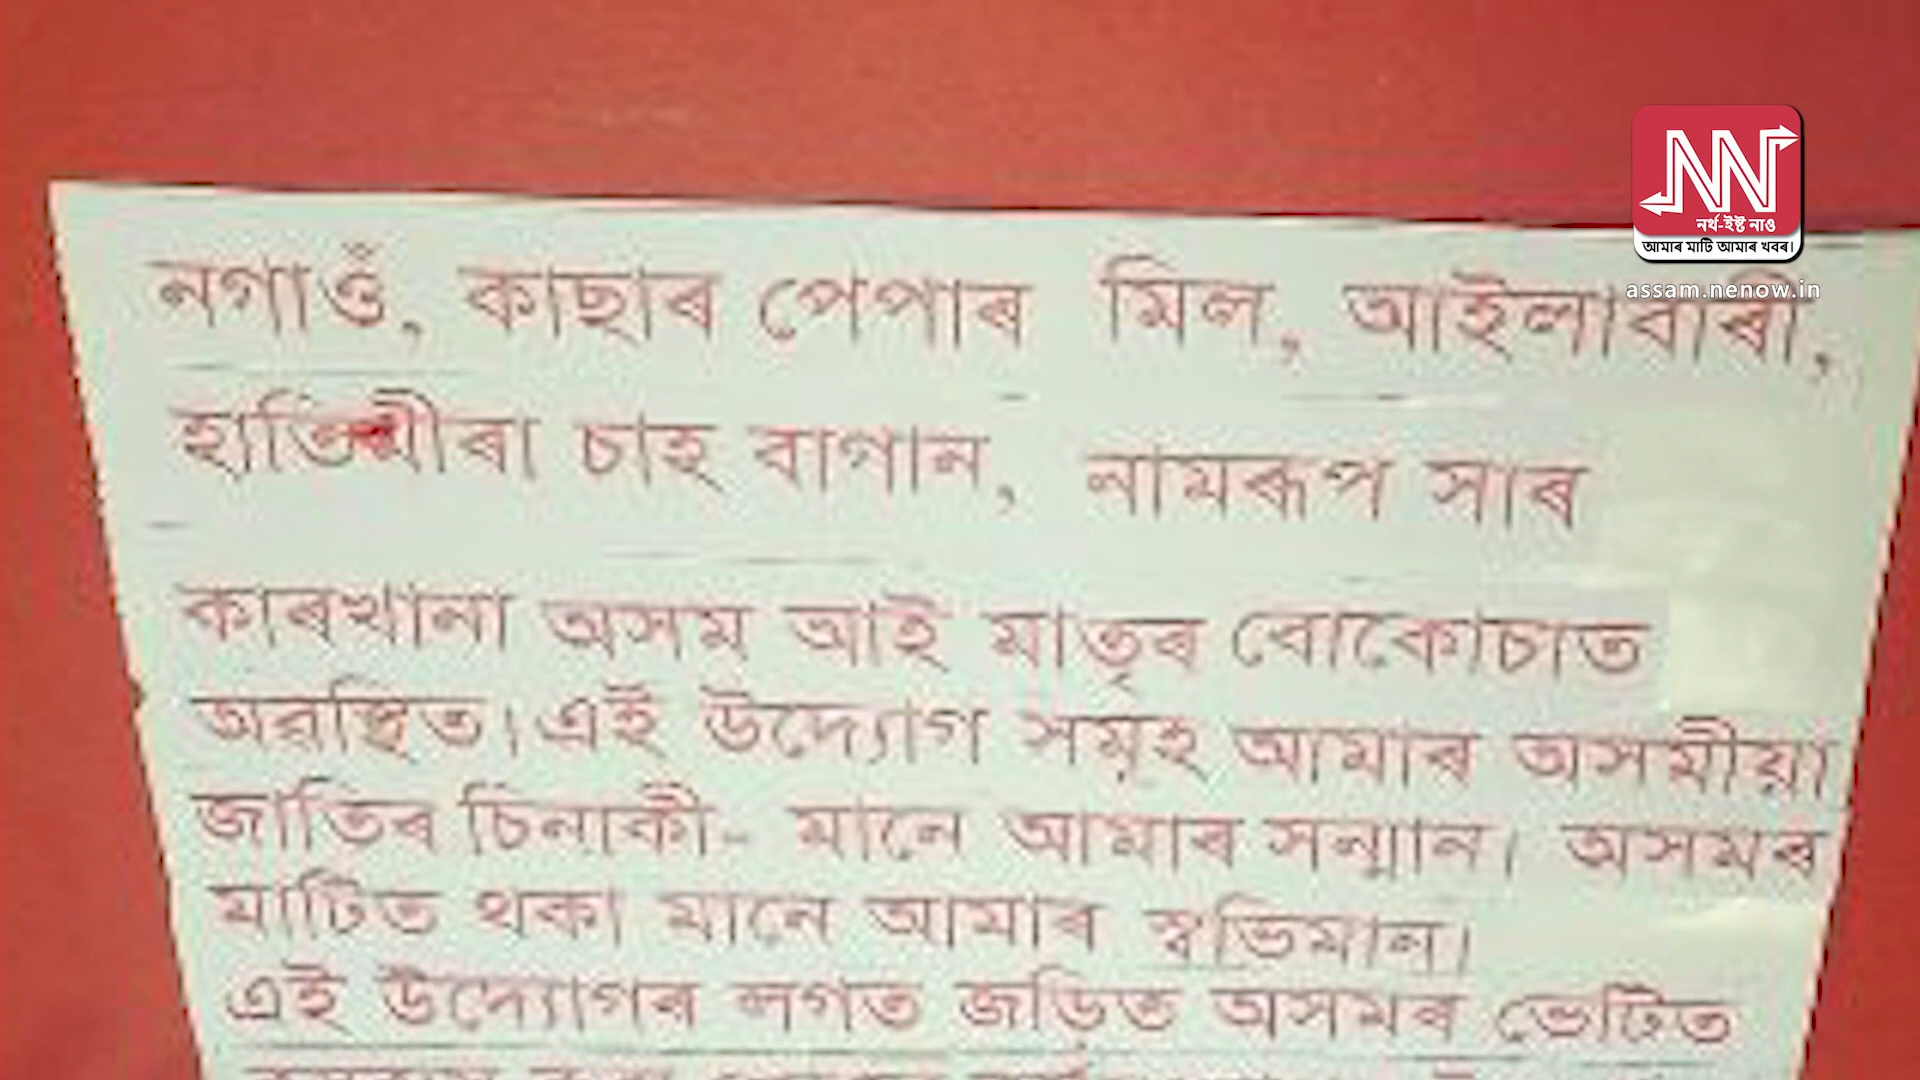 নৰ্থ-ইষ্ট নাও
আমাৰ মাটি আমাৰ খবৰ।
assam.nenow.in
নগাওঁ, কাছাৰ পেপাৰ মিল, আইলাবাৰী,
হাতিমীৰা চাহ বাগান, নামৰূপ সাৰ
কাৰখানা অসম আই মাতৃৰ বোকোচাত
অৱস্থিত। এই উদ্যোগ সমূহ আমাৰ অসমীয়া
জাতিৰ চিনাকী- মানে আমাৰ সন্মান। অসমৰ
মাটিত থকা মানে আমাৰ স্বভিমান।
এই উদ্যোগৰ লগত জড়িত অসমৰ ভেটিত